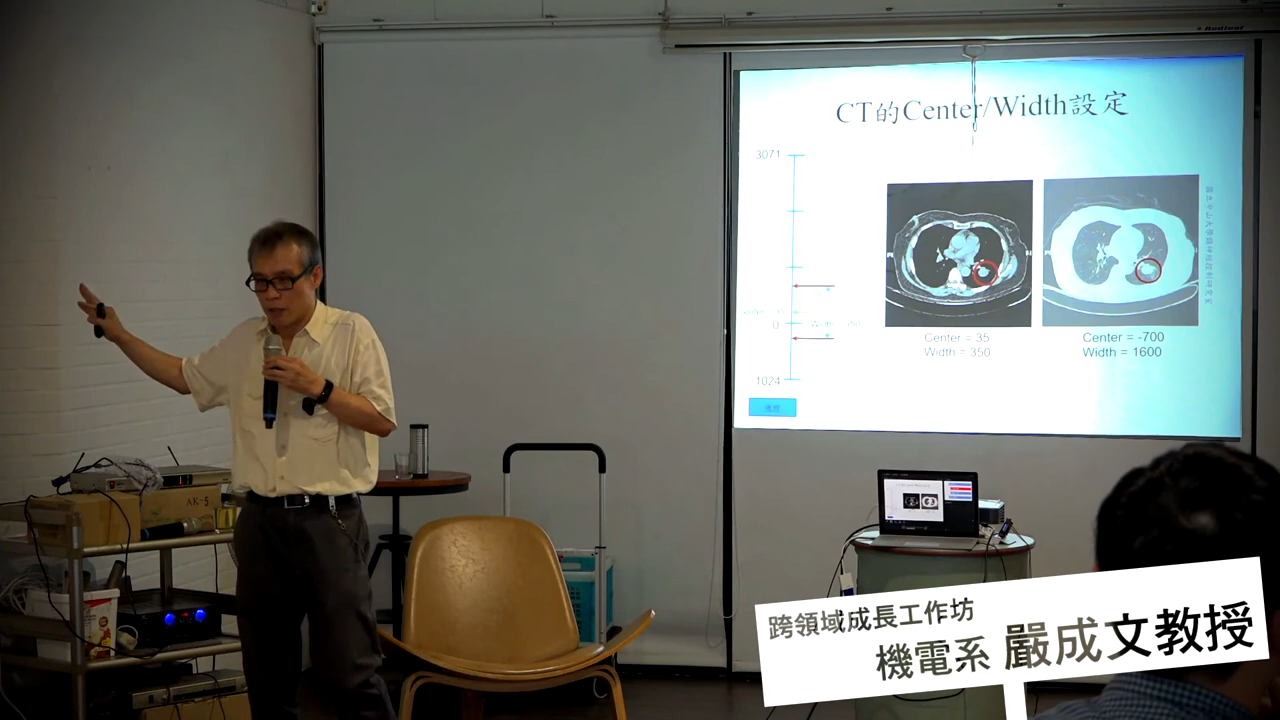 CT的Center/Width設定
3071
0
1024
Center = 35
Width = 350
Center = -700
Width = 1600
AK-5
跨領域成長工作坊
機電系 嚴成文教授